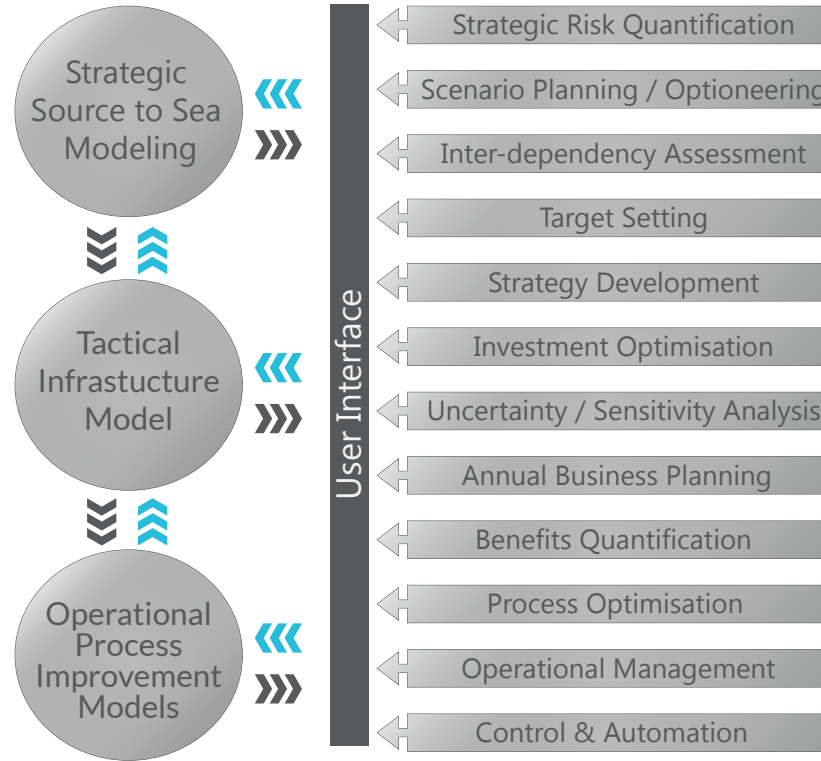 Strategic
Source to Sea
Modeling
Tactical
Infrastucture
Model
Operational
Process
Improvement
Models
User Interface
Strategic Risk Quantification
Scenario Planning / Optioneering
Inter-dependency Assessment
Target Setting
Strategy Development
Investment Optimisation
Uncertainty / Sensitivity Analysis
Annual Business Planning
Benefits Quantification
Process Optimisation
Operational Management
Control & Automation